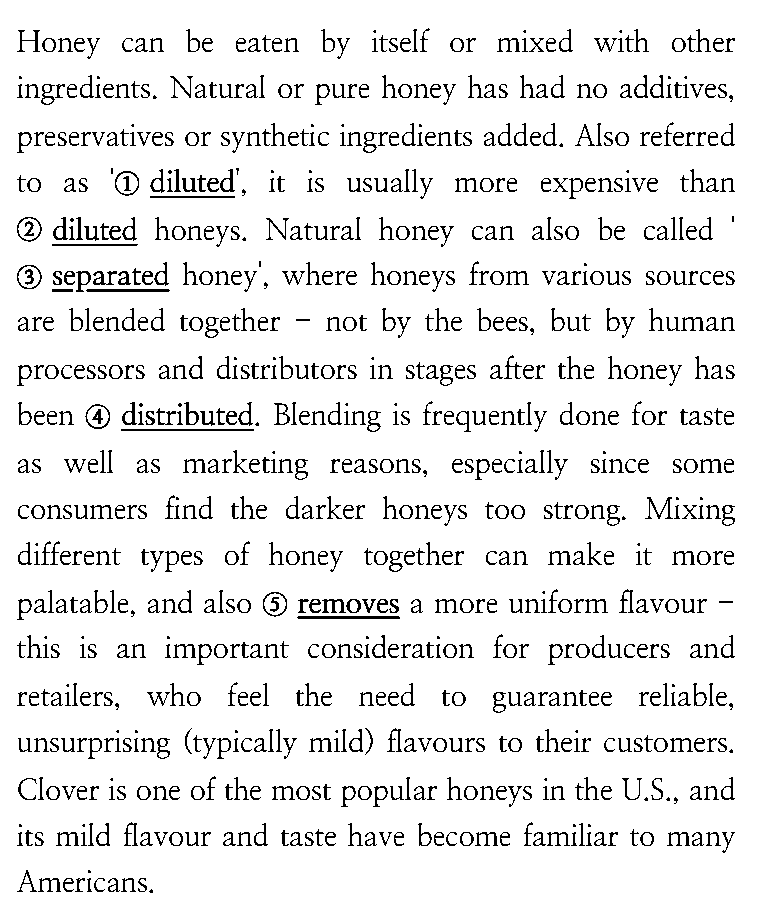 Honey can be eaten by itself or mixed with other
ingredients. Natural or pure honey has had no additives,
preservatives or synthetic ingredients added. Also referred
to as '① diluted', it is usually more expensive than
② diluted honeys. Natural honey can also be called '
③ separated honey', where honeys from various sources
are blended together – not by the bees, but by human
processors and distributors in stages after the honey has
been ④ distributed. Blending is frequently done for taste
as well as marketing reasons, especially since some
consumers find the darker honeys too strong. Mixing
different types of honey together can make it more
palatable, and also ⑤ removes a more uniform flavour –
this is an important consideration for producers and
retailers, who feel the need to guarantee reliable,
unsurprising (typically mild) flavours to their customers.
Clover is one of the most popular honeys in the U.S., and
its mild flavour and taste have become familiar to many
Americans.